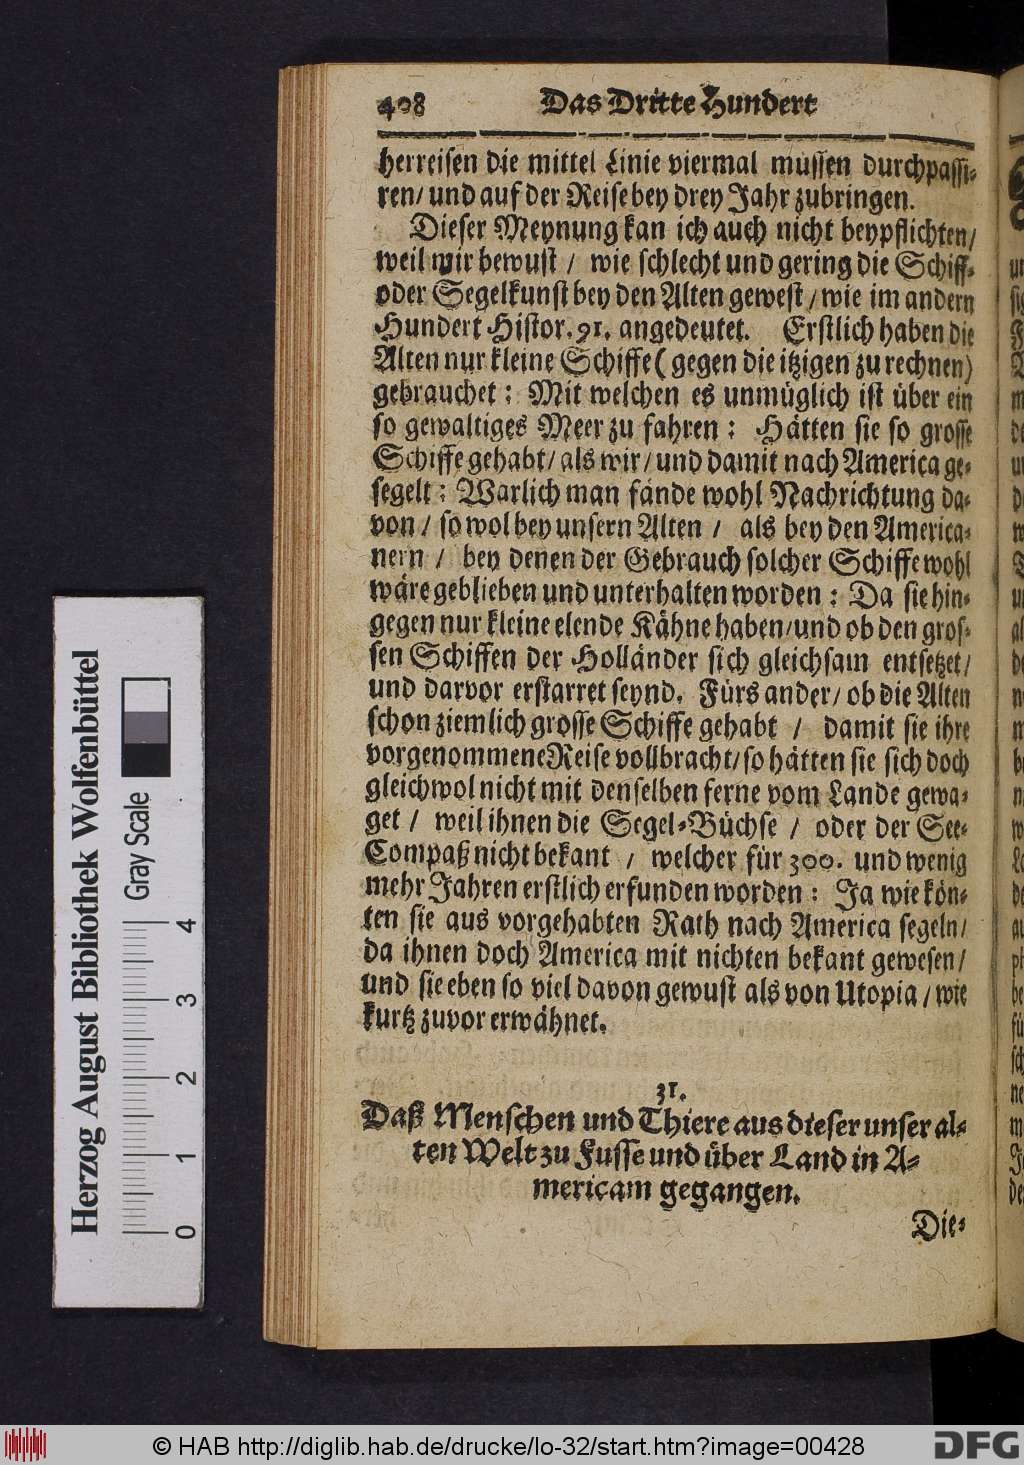 408 Das Dritte Hundert
herreisen die mittel Linie viermal müssen durchpassi-
ren/ und auf der Reise bey drey Jahr zubringen.
Dieser Meynung kan ich auch nicht beypflichten/
weil mir bewust / wie schlecht und gering die Schiff-
oder Segelkunst bey den Alten gewest / wie im andern
Hundert Histor. 91. angedeutet. Erstlich haben die
Alten nur kleine Schiffe ( gegen die itzigen zu rechnen)
gebrauchet : Mit welchen es unmüglich ist über ein
so gewaltiges Meer zu fahren : Hätten sie so grosse
Schiffe gehabt/ als wir/ und damit nach America ge-
segelt : Warlich man fände wohl Nachrichtung da-
von / so wol bey unsern Alten / als bey den America-
nern / bey denen der Gebrauch solcher Schiffe wohl
wäre geblieben und unterhalten worden : Da sie hin-
gegen nur kleine elende Kähne haben/ und ob den gros-
sen Schiffen der Holländer sich gleichsam entsetzet/
und darvor erstarret seynd. Fürs ander/ ob die Alten
schon ziemlich grosse Schiffe gehabt / damit sie ihre
vorgenommene Reise vollbracht/ so hätten sie sich doch
gleichwol nicht mit denselben ferne vom Lande gewa-
get / weil ihnen die Segel-Büchse / oder der See-
Compaß nicht bekant / welcher für 300. und wenig
mehr Jahren erstlich erfunden worden : Ja wie kön-
ten sie aus vorgehabten Rath nach America segeln/
da ihnen doch America mit nichten bekant gewesen/
und sie eben so viel davon gewust als von Utopia / wie
kurtz zuvor erwähnet.
31.
Daß Menschen und Thiere aus dieser unser al-
ten Welt zu Fusse und über Land in A-
mericam gegangen.
Die-
Herzog August Bibliothek Wolfenbüttel
Gray Scale
0 1 2 3 4
© HAB http://diglib.hab.de/drucke/lo-32/start.htm?image=00428
DFG